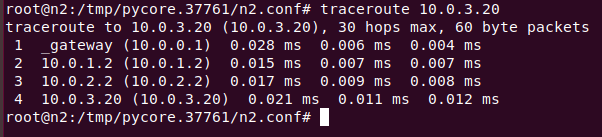 root@n2:/tmp/pycore.37761/n2.conf# traceroute 10.0.3.20
traceroute to 10.0.3.20 (10.0.3.20), 30 hops max, 60 byte packets
 1  _gateway (10.0.0.1)  0.028 ms  0.006 ms  0.004 ms
 2  10.0.1.2 (10.0.1.2)  0.015 ms  0.007 ms  0.007 ms
 3  10.0.2.2 (10.0.2.2)  0.017 ms  0.009 ms  0.008 ms
 4  10.0.3.20 (10.0.3.20)  0.021 ms  0.011 ms  0.012 ms
root@n2:/tmp/pycore.37761/n2.conf#